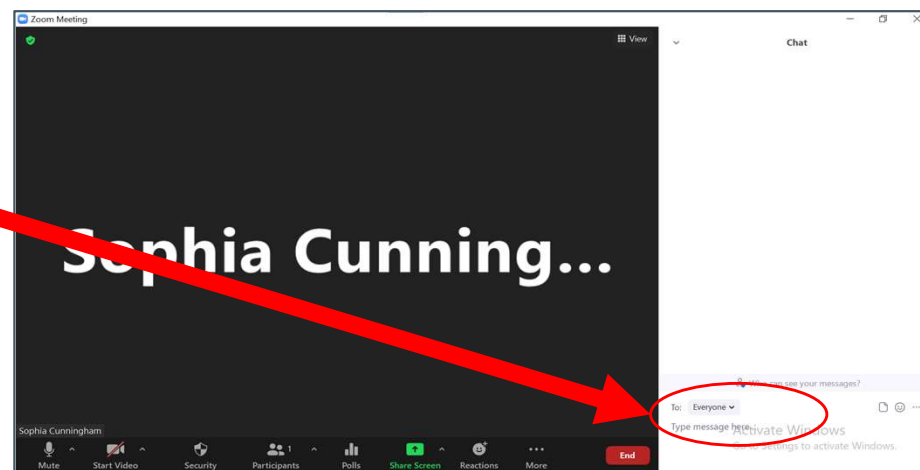 Zoom Meeting
View
Chat
Sophia Cunning...
Who can see your messages?
To: Everyone
Type message here...
Activate Windows
Go to Settings to activate Windows.
Sophia Cunningham
1
Mute Start Video Security Participants Polls Share Screen Reactions More End